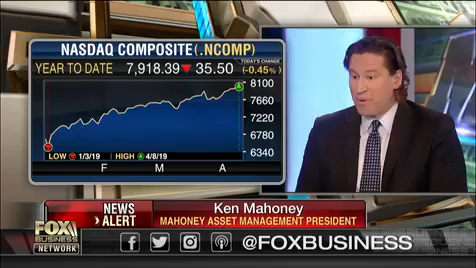 NASDAQ COMPOSITE (.NCOMP)
YEAR TO DATE 7,918.39 ▼ 35.50 TODAY'S CHANGE (-0.45%)
8100
7660
7220
6780
6340
LOW 1/3/19 HIGH 4/8/19
F M A
NEWS ALERT
Ken Mahoney
MAHONEY ASSET MANAGEMENT PRESIDENT
FOX BUSINESS NETWORK
@FOXBUSINESS